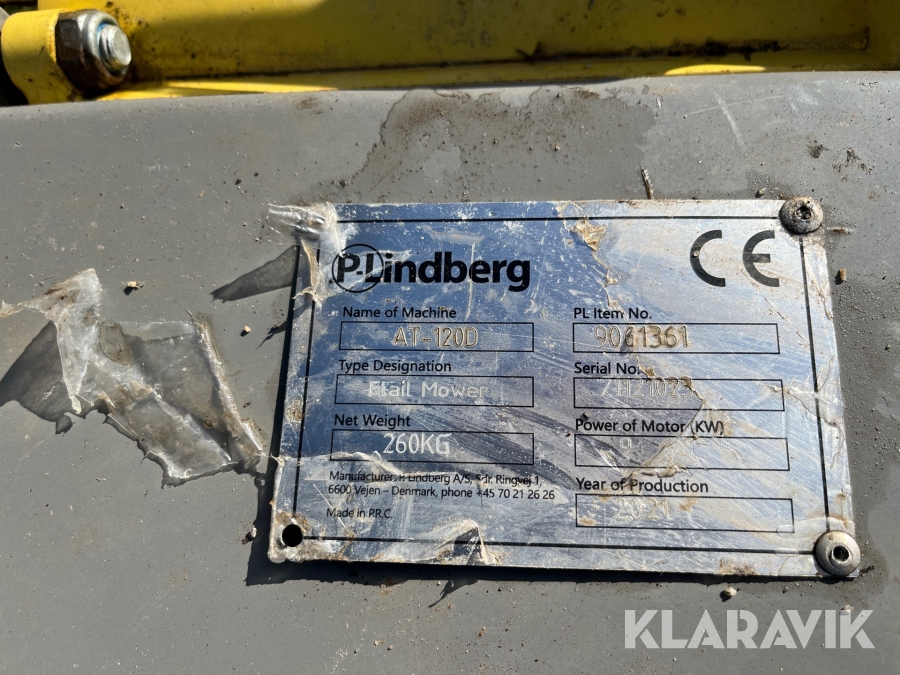 P.Lindberg
CE
Name of Machine
AT-120D
PL Item No.
9061361
Type Designation
Flail Mower
Serial No.
Net Weight
260KG
Power of Motor (KW)
Manufacturer: P. Lindberg A/S, Sdr. Ringvej 1,
6600 Vejen - Denmark, phone +45 70 21 26 26
Made in P.R.C.
Year of Production
2021
KLARAVIK